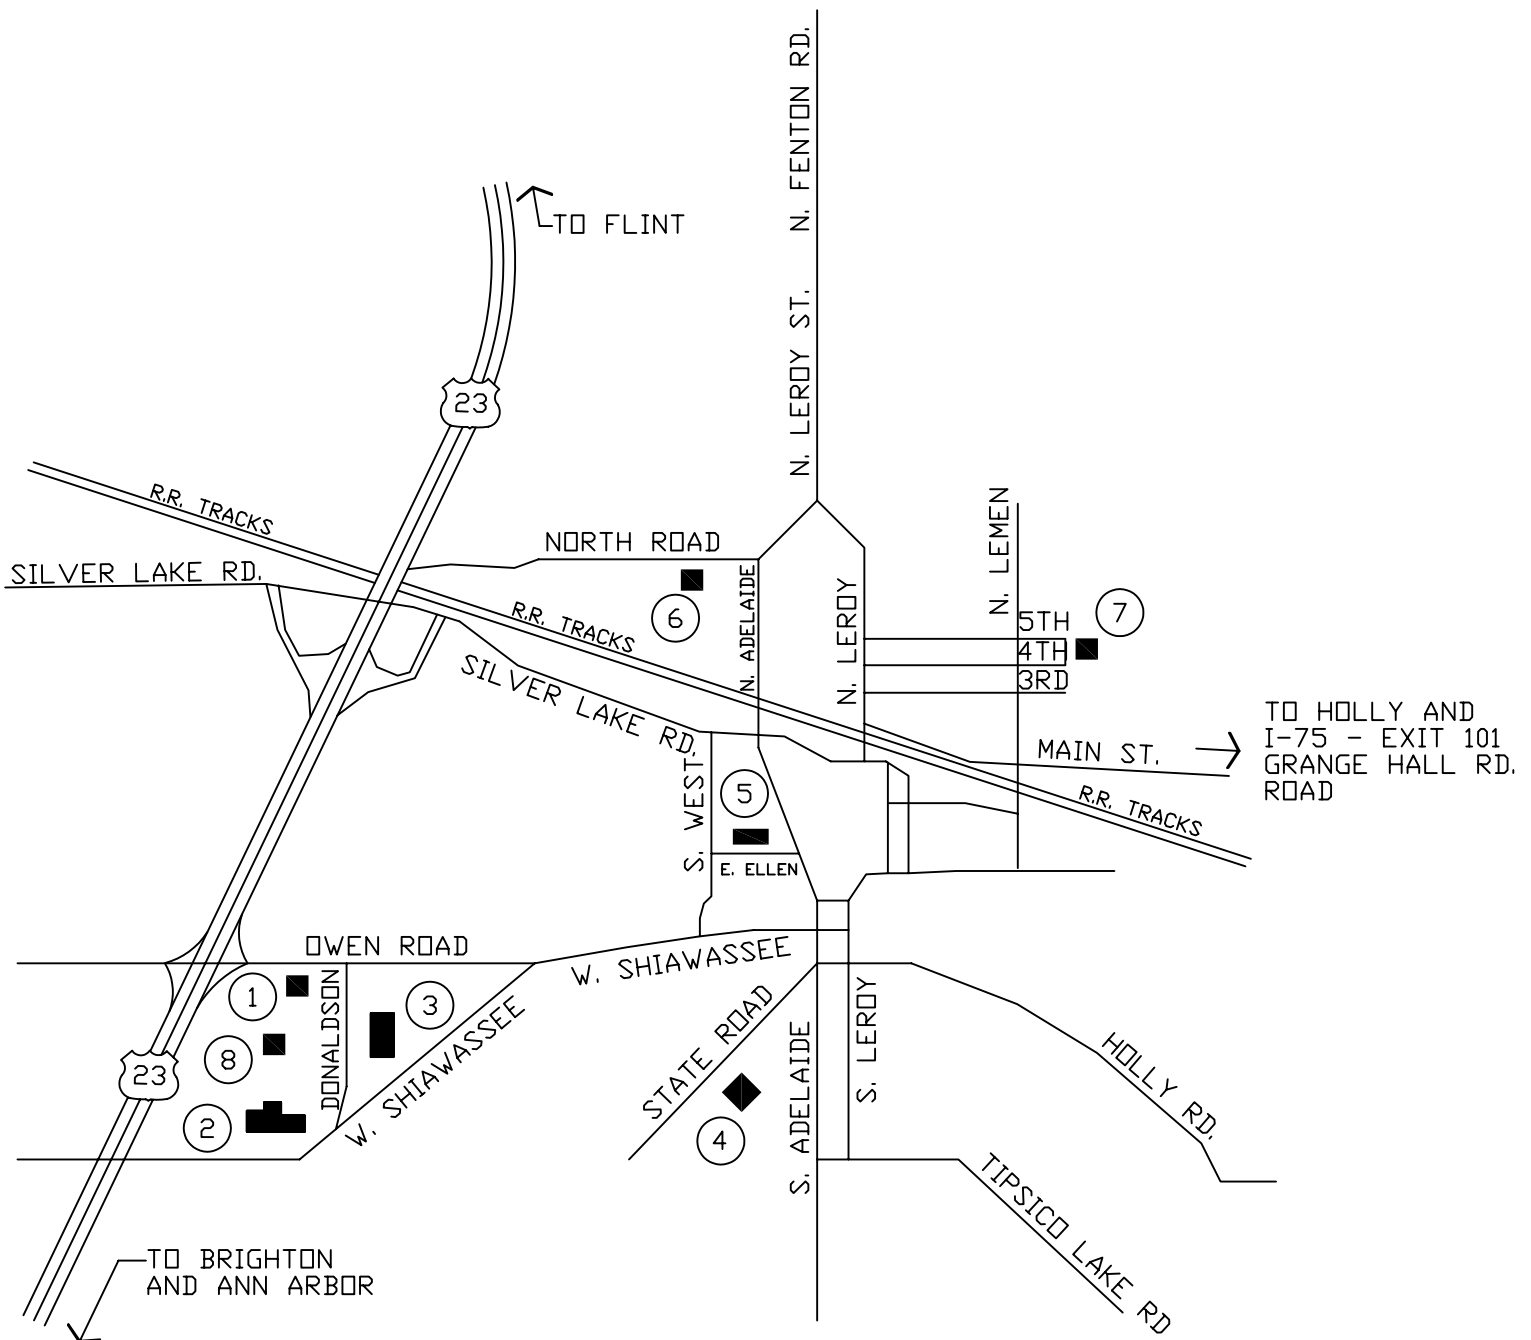 N. FENTON RD.
TO FLINT
N. LEROY ST.
23
R.R. TRACKS
SILVER LAKE RD.
NORTH ROAD
N. LEMEN
6
R.R. TRACKS
N. ADELAIDE
N. LEROY
5TH
7
4TH
3RD
SILVER LAKE RD.
TO HOLLY AND
I-75 - EXIT 101
GRANGE HALL RD.
ROAD
MAIN ST.
S. WEST
5
R.R. TRACKS
E. ELLEN
OWEN ROAD
W. SHIAWASSEE
1
DONALDSON
3
W. SHIAWASSEE
STATE ROAD
S. ADELAIDE
S. LEROY
HOLLY RD.
8
23
2
4
TIPSICO LAKE RD
TO BRIGHTON
AND ANN ARBOR